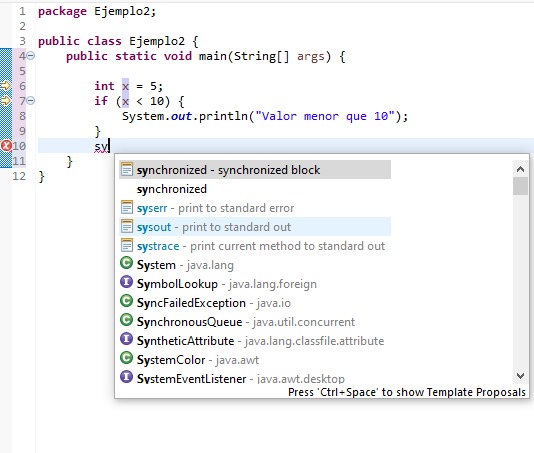 1 package Ejemplo2;
2
3 public class Ejemplo2 {
4 public static void main(String[] args) {
5
6 int x = 5;
7 if (x < 10) {
8 System.out.println("Valor menor que 10");
9 }
10 sy
11 }
12 }
synchronized - synchronized block
synchronized
syserr - print to standard error
sysout - print to standard out
systrace - print current method to standard out
System - java.lang
SymbolLookup - java.lang.foreign
SyncFailedException - java.io
SynchronousQueue - java.util.concurrent
SyntheticAttribute - java.lang.classfile.attribute
SystemColor - java.awt
SystemEventListener - java.awt.desktop
Press 'Ctrl+Space' to show Template Proposals